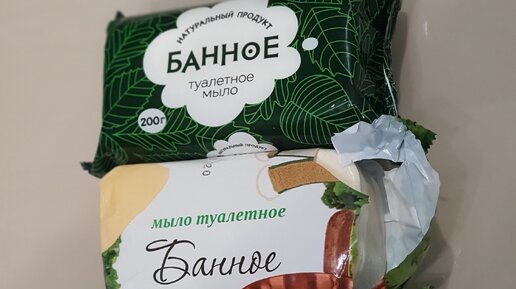 НАТУРАЛЬНЫЙ ПРОДУКТ
БАННОЕ
туалетное
мыло
200г
мыло туалетное
Банное